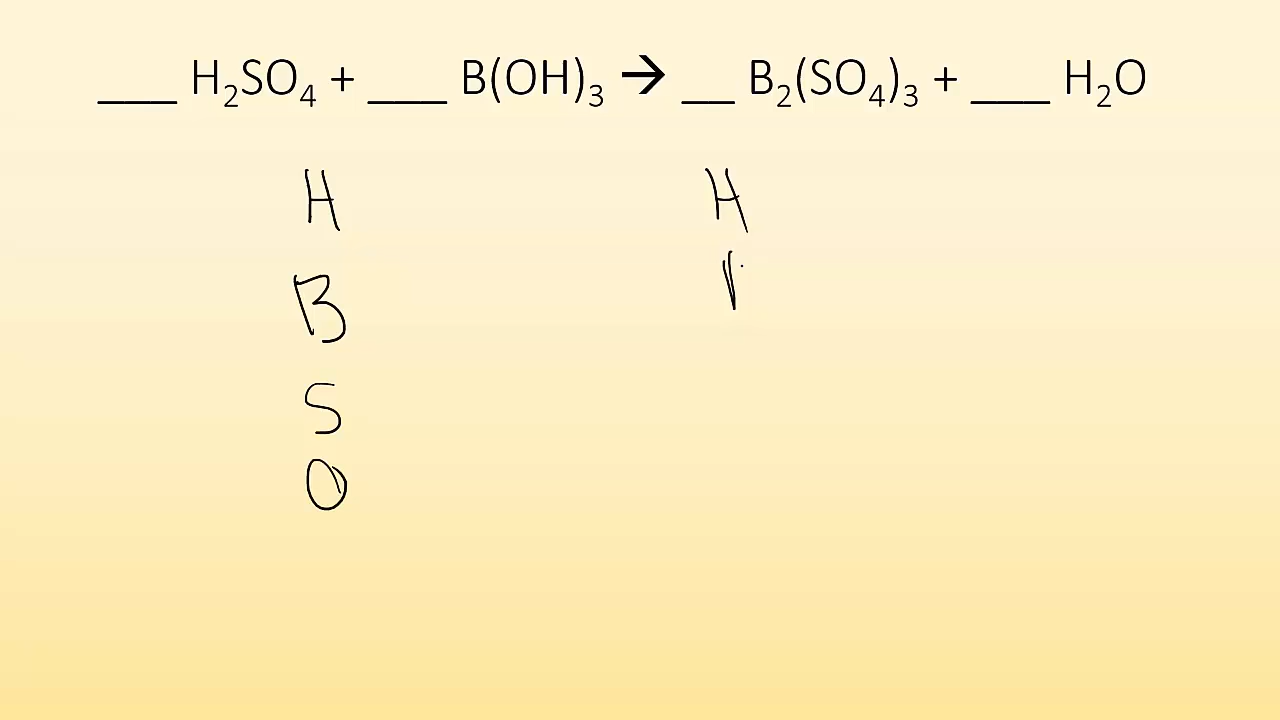 ___ H₂SO₄ + ___ B(OH)₃ → __ B₂(SO₄)₃ + ___ H₂O
H H
B
S
O